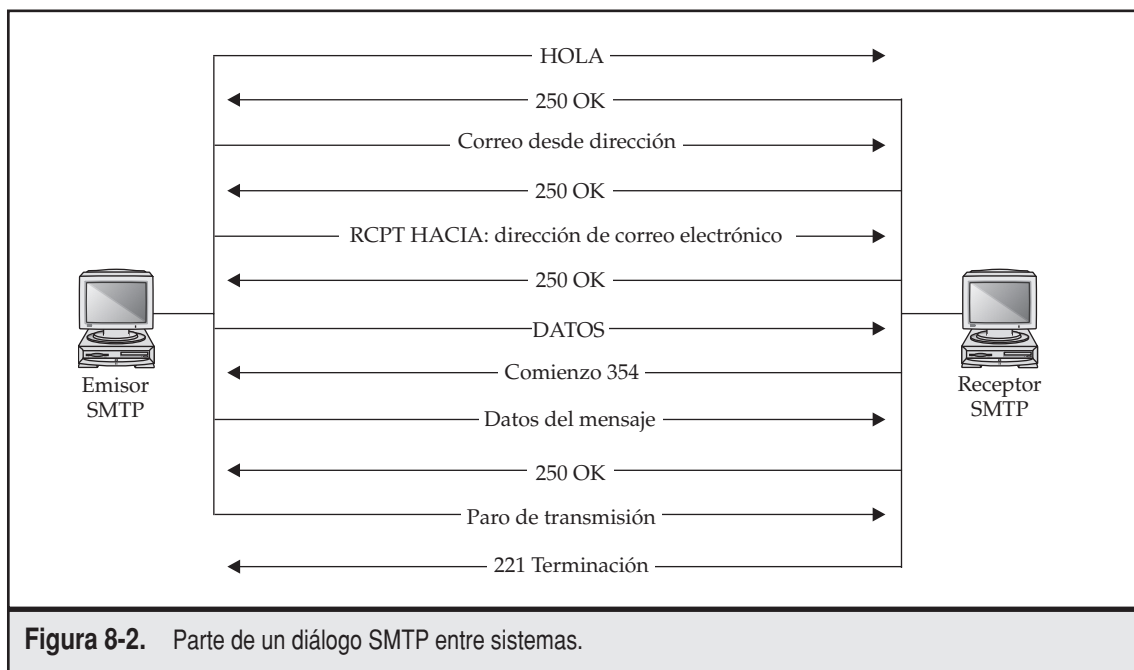 HOLA
250 OK
Correo desde dirección
250 OK
RCPT HACIA: dirección de correo electrónico
250 OK
DATOS
Comienzo 354
Datos del mensaje
250 OK
Paro de transmisión
221 Terminación
Emisor
SMTP
Receptor
SMTP
Figura 8-2. Parte de un diálogo SMTP entre sistemas.